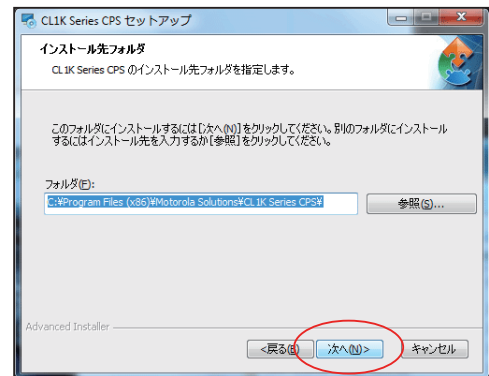 CL1K Series CPS セットアップ
インストール先フォルダ
CL1K Series CPS のインストール先フォルダを指定します。
このフォルダにインストールするには[次へ(N)]をクリックしてください。別のフォルダにインストール
するにはインストール先を入力するか[参照]をクリックしてください。
フォルダ(F):
C:¥Program Files (x86)¥Motorola Solutions¥CL1K Series CPS¥
参照(S)...
Advanced Installer
<戻る(B) 次へ(N)> キャンセル